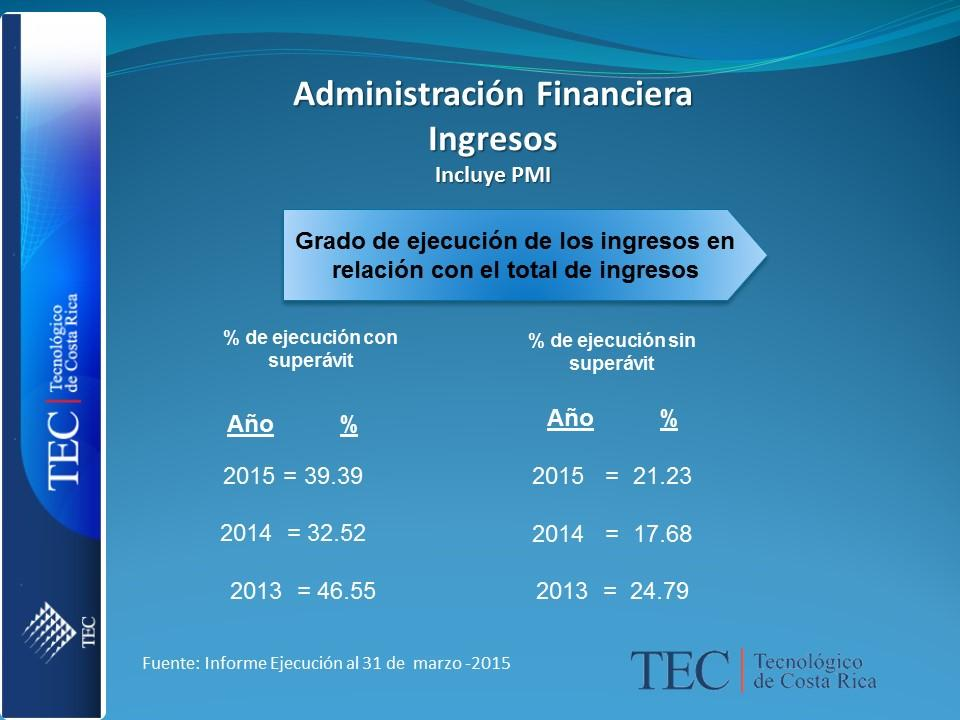 Administración Financiera
Ingresos
Incluye PMI
Grado de ejecución de los ingresos en
relación con el total de ingresos
% de ejecución con
superávit
Año %
2015 = 39.39
2014 = 32.52
2013 = 46.55
% de ejecución sin
superávit
Año %
2015 = 21.23
2014 = 17.68
2013 = 24.79
Fuente: Informe Ejecución al 31 de marzo -2015
TEC | Tecnológico
de Costa Rica
TEC | Tecnológico
de Costa Rica
TEC